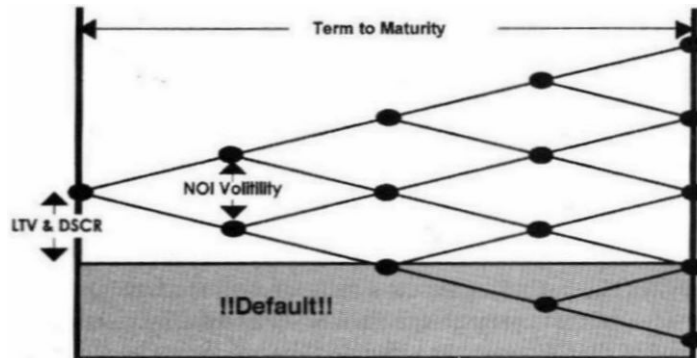 Term to Maturity
NOI Volitility
LTV & DSCR
!!Default!!